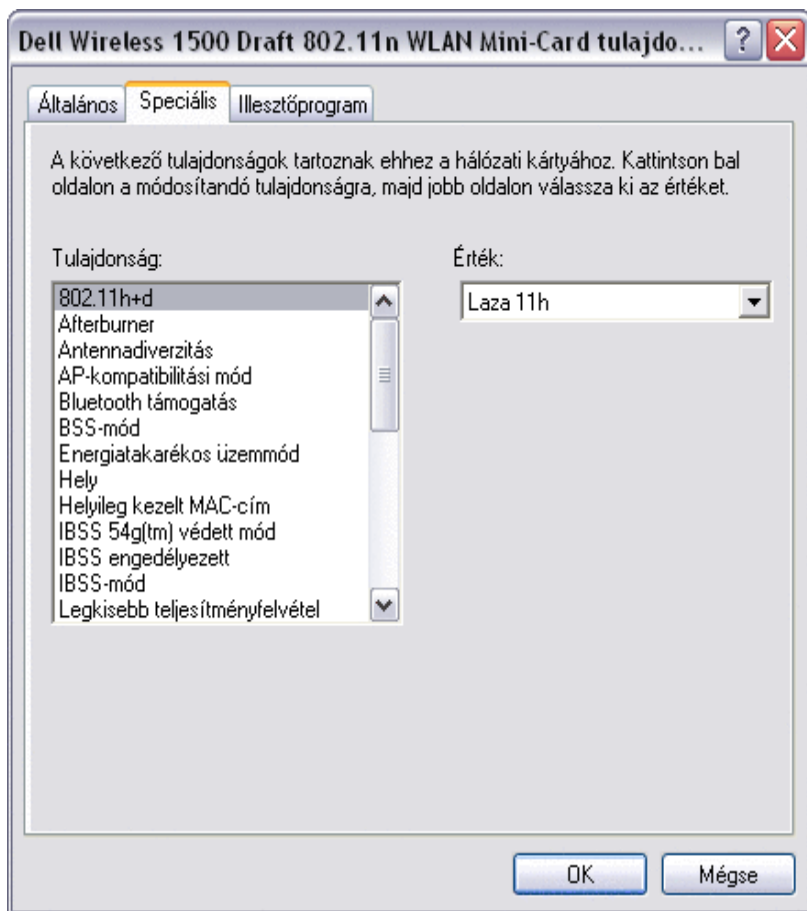 Dell Wireless 1500 Draft 802.11n WLAN Mini-Card tulajdo...
Általános Speciális Illesztőprogram
A következő tulajdonságok tartoznak ehhez a hálózati kártyához. Kattintson bal
oldalon a módosítandó tulajdonságra, majd jobb oldalon válassza ki az értéket.
Tulajdonság:
802.11h+d
Afterburner
Antennadiverzitás
AP-kompatibilitási mód
Bluetooth támogatás
BSS-mód
Energiatakarékos üzemmód
Hely
Helyileg kezelt MAC-cím
IBSS 54g(tm) védett mód
IBSS engedélyezett
IBSS-mód
Legkisebb teljesítményfelvétel
Érték:
Laza 11h
OK Mégse